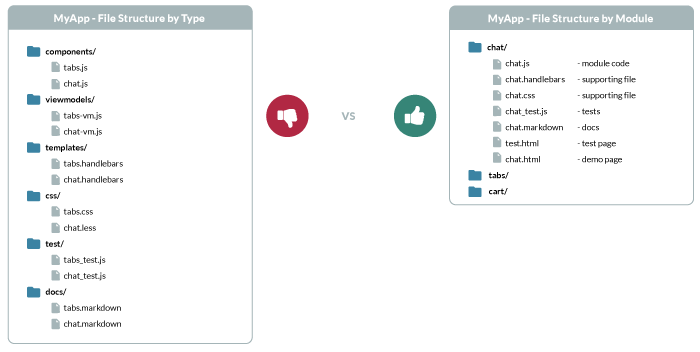 MyApp - File Structure by Type
components/
tabs.js
chat.js
viewmodels/
tabs-vm.js
chat-vm.js
templates/
tabs.handlebars
chat.handlebars
css/
tabs.css
chat.less
test/
tabs_test.js
chat_test.js
docs/
tabs.markdown
chat.markdown
VS
MyApp - File Structure by Module
chat/
chat.js - module code
chat.handlebars - supporting file
chat.css - supporting file
chat_test.js - tests
chat.markdown - docs
test.html - test page
chat.html - demo page
tabs/
cart/